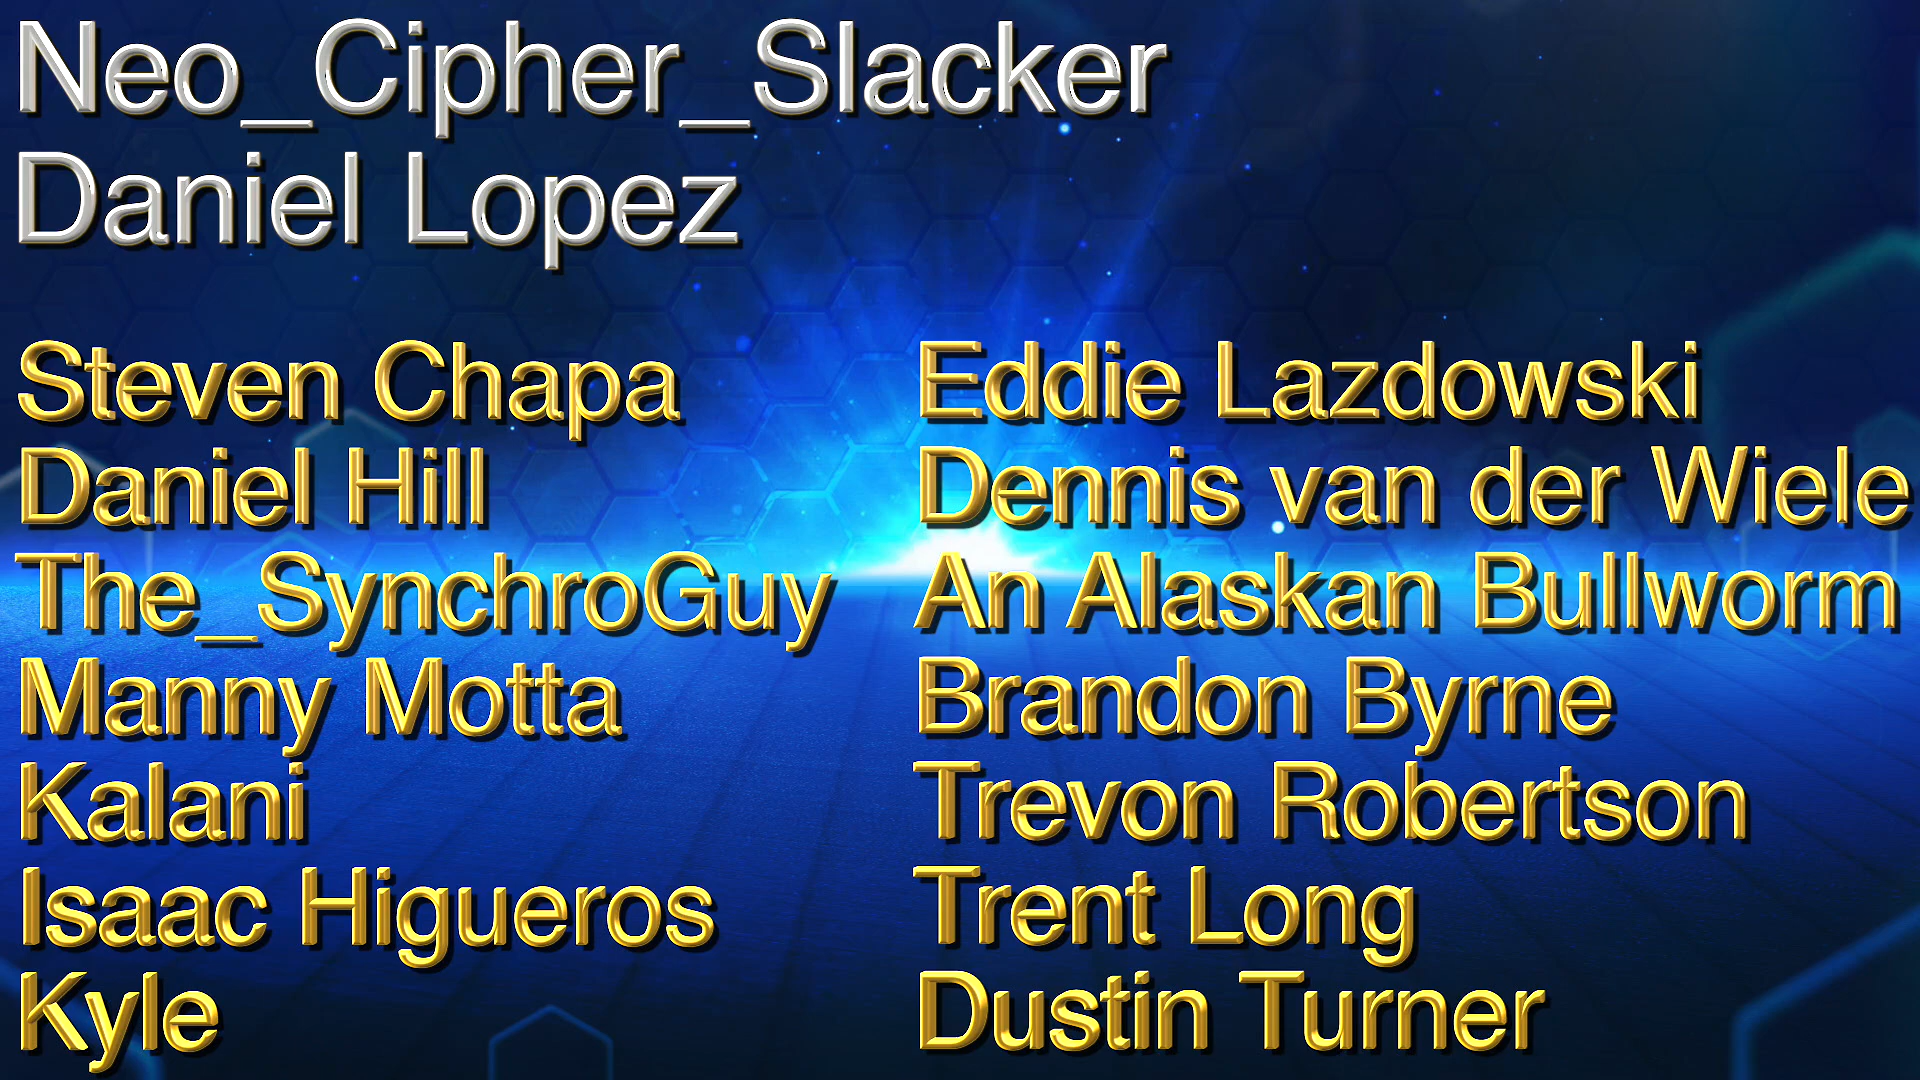 Neo_Cipher_Slacker
Daniel Lopez
Steven Chapa
Daniel Hill
The_SynchroGuy
Manny Motta
Kalani
Isaac Higueros
Kyle
Eddie Lazdowski
Dennis van der Wiele
An Alaskan Bullworm
Brandon Byrne
Trevon Robertson
Trent Long
Dustin Turner